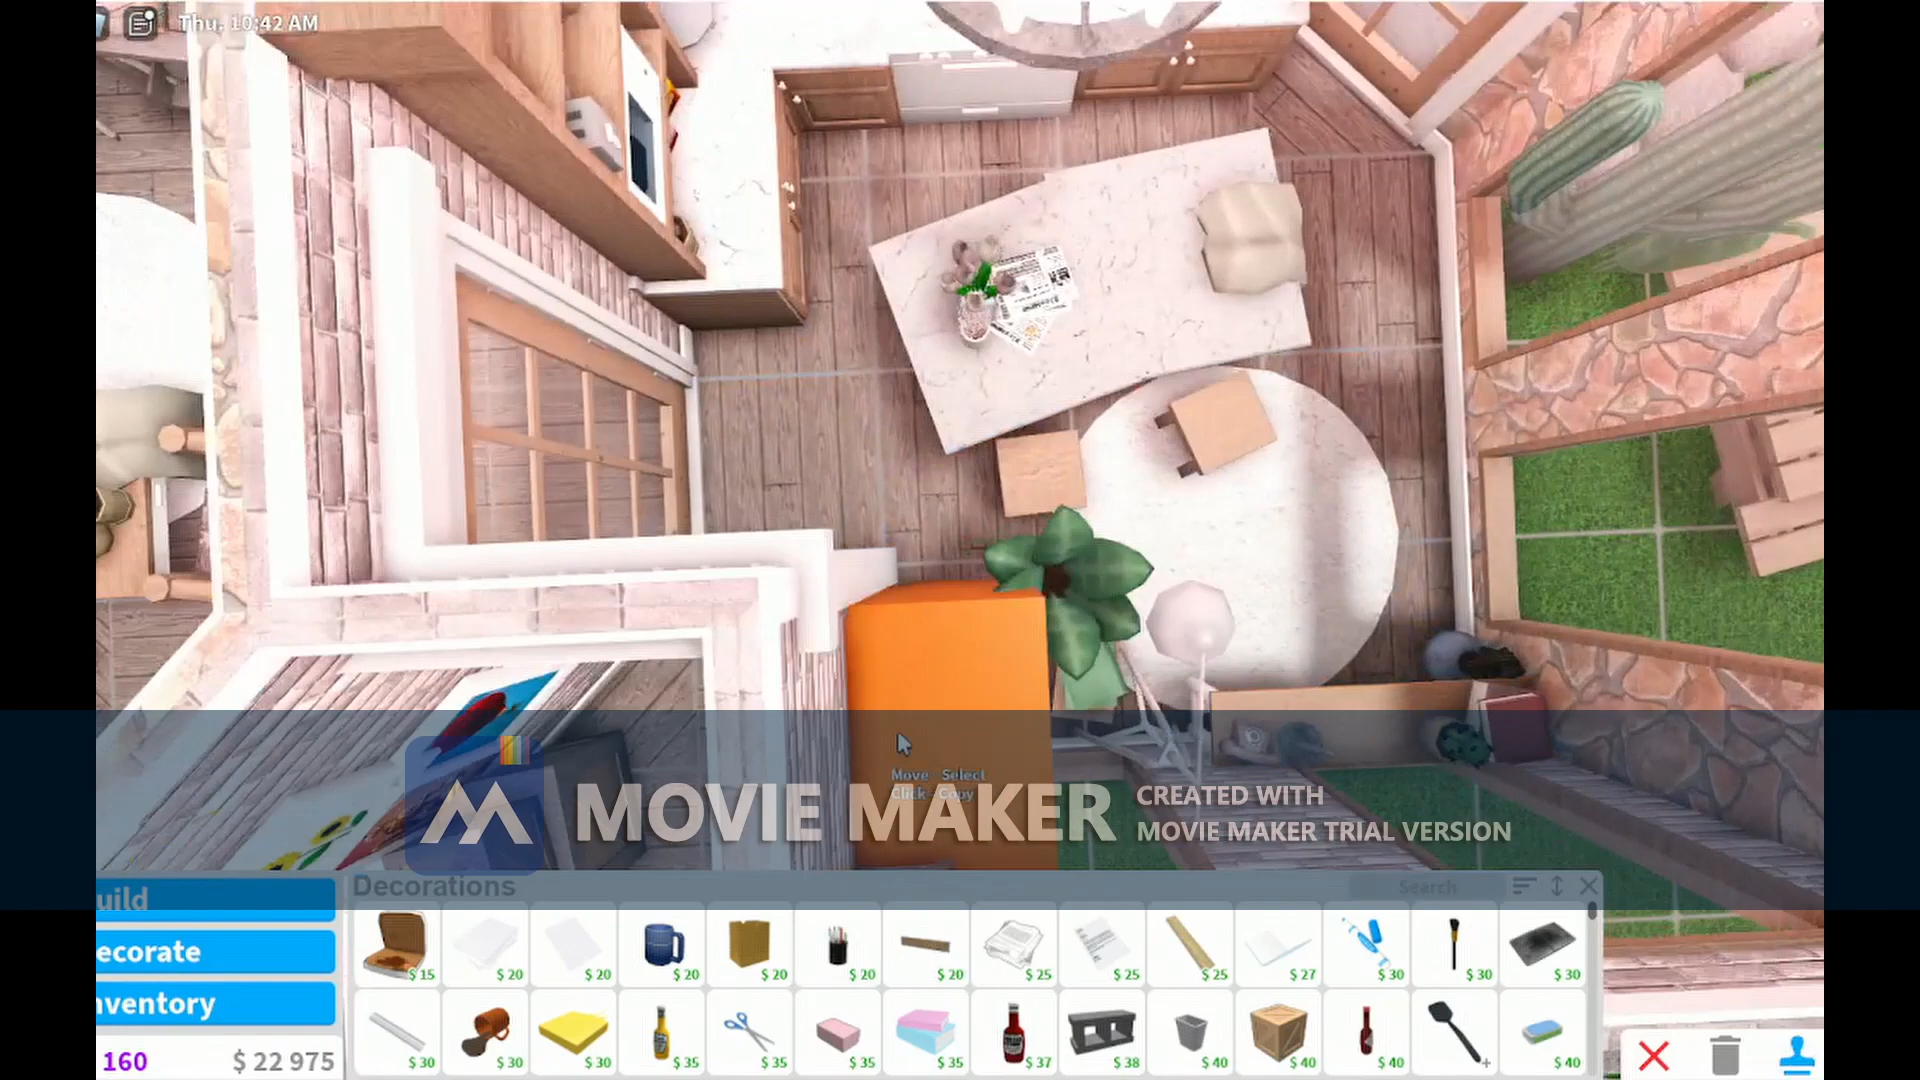 Thu. 10:42 AM
Move Select
Click Copy
MOVIE MAKER
CREATED WITH
MOVIE MAKER TRIAL VERSION
uild
Decorations
Search
ecorate
nventory
$ 15 $ 20 $ 20 $ 20 $ 20 $ 20 $ 20 $ 25 $ 25 $ 25 $ 27 $ 30 $ 30 $ 30
$ 30 $ 30 $ 30 $ 35 $ 35 $ 35 $ 35 $ 37 $ 38 $ 40 $ 40 $ 40 $ 40
160 $ 22 975